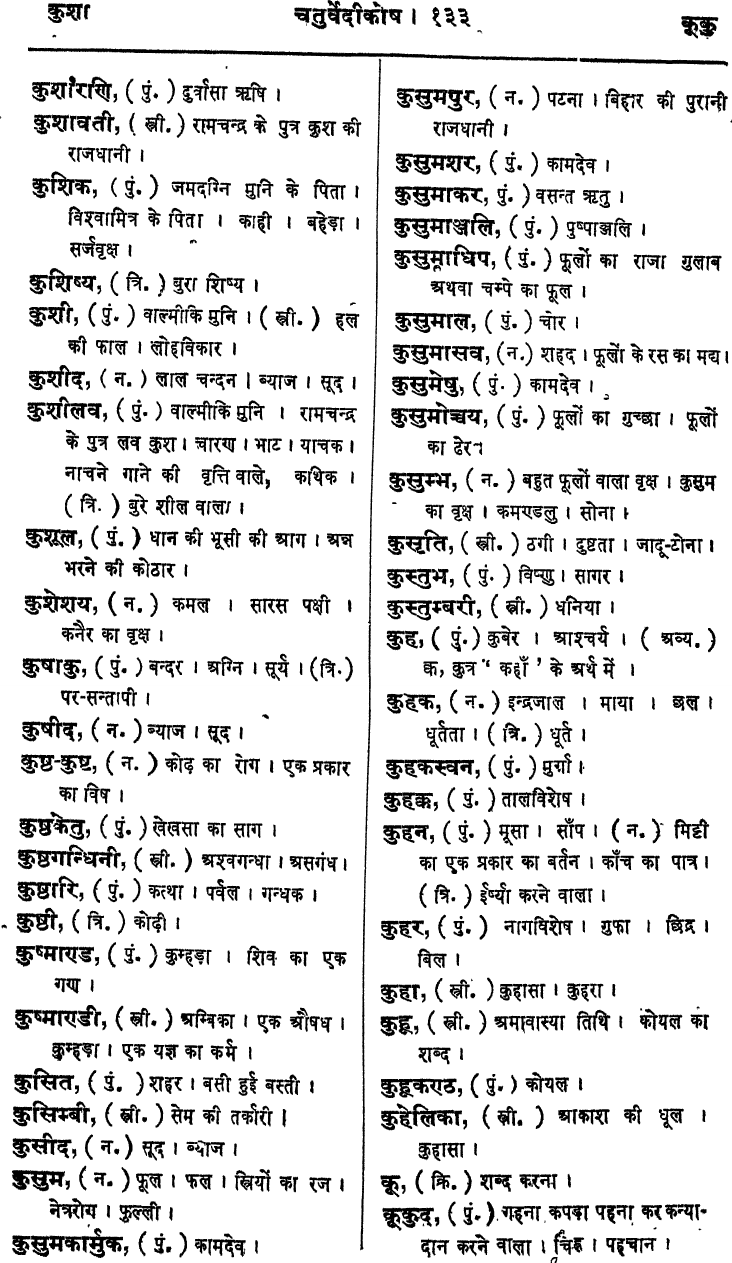 कुशा
चतुर्वेदीकोष । १३३
कूकु
कुशारणि, ( पुं. ) दुर्वासा ऋषि ।
कुशावती, ( स्त्री. ) रामचन्द्र के पुत्र कुश की
राजधानी ।
कुशिक, ( पुं. ) जमदग्नि मुनि के पिता ।
विश्वामित्र के पिता । काही । बहेड़ा ।
सर्जवृक्ष ।
कुशिष्य, ( त्रि. ) बुरा शिष्य ।
कुशी, ( पुं. ) वाल्मीकि मुनि । ( स्त्री. ) हल
की फाल । लोहविकार ।
कुशीद, ( न. ) लाल चन्दन । ब्याज । सूद ।
कुशीलव, ( पुं. ) वाल्मीकि मुनि । रामचन्द्र
के पुत्र लव कुश । चारण । भाट । याचक ।
नाचने गाने की वृत्ति वाले, कथिक ।
( त्रि. ) बुरे शील वाला ।
कुशूल, ( पुं. ) धान की भूसी की आग । अन्न
भरने की कोठार ।
कुशेशय, ( न. ) कमल । सारस पक्षी ।
कनैर का वृक्ष ।
कुषाकु, ( पुं. ) बन्दर । अग्नि । सूर्य । (त्रि.)
पर-सन्तापी ।
कुषीद, ( न. ) ब्याज । सूद ।
कुष्ठ-कुष्ट, ( न. ) कोढ़ का रोग । एक प्रकार
का विष ।
कुष्ठकेतु, ( पुं. ) खेखसा का साग ।
कुष्ठगन्धिनी, ( स्त्री. ) अश्वगन्धा । असगंध ।
कुष्ठारि, ( पुं. ) कत्था । पर्वल । गन्धक ।
कुष्ठी, ( त्रि. ) कोढ़ी ।
कुष्माण्ड, ( पुं. ) कुम्हड़ा । शिव का एक
गण ।
कुष्माण्डी, ( स्त्री. ) अम्बिका । एक औषध ।
कुम्हड़ा । एक यज्ञ का कर्म ।
कुसित, ( पुं. ) शहर । बसी हुई बस्ती ।
कुसिम्बी, ( स्त्री. ) सेम की तर्कारी ।
कुसीद, ( न. ) सूद । ब्याज ।
कुसुम, ( न. ) फूल । फल । स्त्रियों का रज ।
नेत्ररोग । फुल्ली ।
कुसुमकार्मुक, ( पुं. ) कामदेव ।
कुसुमपुर, ( न. ) पटना । बिहार की पुरानी
राजधानी ।
कुसुमशर, ( पुं. ) कामदेव ।
कुसुमाकर, पुं. ) वसन्त ऋतु ।
कुसुमाञ्जलि, ( पुं. ) पुष्पाञ्जलि ।
कुसुमाधिप, ( पुं. ) फूलों का राजा गुलाब
अथवा चम्पे का फूल ।
कुसुमाल, ( पुं. ) चोर ।
कुसुमासव, (न.) शहद । फूलों के रस का मद्य ।
कुसुमेषु, ( पुं. ) कामदेव ।
कुसुमोच्चय, ( पुं. ) फूलों का गुच्छा । फूलों
का ढेर ।
कुसुम्भ, ( न. ) बहुत फूलों वाला वृक्ष । कुसुम
का वृक्ष । कमण्डलु । सोना ।
कुसृति, ( स्त्री. ) ठगी । दुष्टता । जादू-टोना ।
कुस्तुभ, ( पुं. ) विष्णु । सागर ।
कुस्तुम्बरी, ( स्त्री. ) धनिया ।
कुह, ( पुं. ) कुबेर । आश्चर्य । ( अव्य. )
क्व, कुत्र " कहाँ ' के अर्थ में ।
कुहक, ( न. ) इन्द्रजाल । माया । छल ।
धूर्तता । ( त्रि. ) धूर्त ।
कुहकस्वन, ( पुं. ) मुर्गा ।
कुहक्क, ( पुं. ) तालविशेष ।
कुहन, ( पुं. ) मूसा । साँप । ( न. ) मिट्टी
का एक प्रकार का बर्तन । काँच का पात्र ।
( त्रि. ) ईर्ष्या करने वाला ।
कुहर, ( पुं. ) नागविशेष । गुफा । छिद्र ।
बिल ।
कुहा, ( स्त्री. ) कुहासा । कुहरा ।
कुहू, ( स्त्री. ) अमावास्या तिथि । कोयल का
शब्द ।
कुहूकण्ठ, ( पुं. ) कोयल ।
कुहेलिका, ( स्त्री. ) आकाश की धूल ।
कुहासा ।
कू, ( क्रि. ) शब्द करना ।
कूकुद, ( पुं. ) गहना कपड़ा पहना कर कन्या-
दान करने वाला । चिह्न । पहचान ।